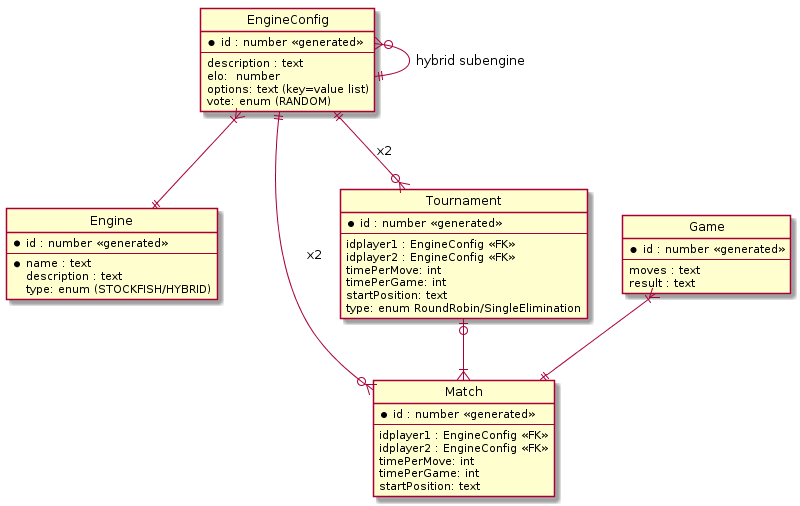 EngineConfig
id : number «generated»
description : text
elo:  number
options: text (key=value list)
vote: enum (RANDOM)
hybrid subengine
x2
Engine
id : number «generated»
name : text
description : text
type: enum (STOCKFISH/HYBRID)
Tournament
id : number «generated»
idplayer1 : EngineConfig «FK»
idplayer2 : EngineConfig «FK»
timePerMove: int
timePerGame: int
startPosition: text
type: enum RoundRobin/SingleElimination
Game
id : number «generated»
moves : text
result : text
x2
Match
id : number «generated»
idplayer1 : EngineConfig «FK»
idplayer2 : EngineConfig «FK»
timePerMove: int
timePerGame: int
startPosition: text